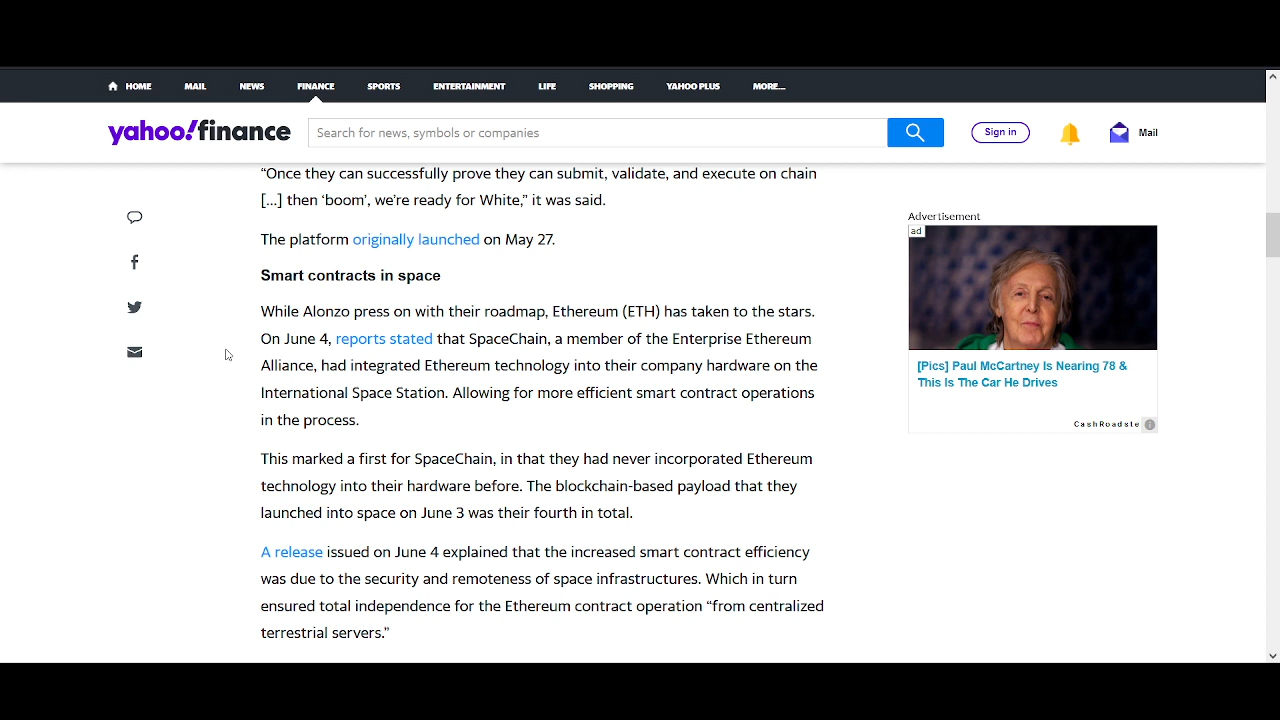 HOME MAIL NEWS FINANCE SPORTS ENTERTAINMENT LIFE SHOPPING YAHOO PLUS MORE...
yahoo!finance
Search for news, symbols or companies
Sign in
Mail
“Once they can successfully prove they can submit, validate, and execute on chain
[...] then ‘boom’, we’re ready for White,” it was said.
The platform originally launched on May 27.
Smart contracts in space
While Alonzo press on with their roadmap, Ethereum (ETH) has taken to the stars.
On June 4, reports stated that SpaceChain, a member of the Enterprise Ethereum
Alliance, had integrated Ethereum technology into their company hardware on the
International Space Station. Allowing for more efficient smart contract operations
in the process.
This marked a first for SpaceChain, in that they had never incorporated Ethereum
technology into their hardware before. The blockchain-based payload that they
launched into space on June 3 was their fourth in total.
A release issued on June 4 explained that the increased smart contract efficiency
was due to the security and remoteness of space infrastructures. Which in turn
ensured total independence for the Ethereum contract operation “from centralized
terrestrial servers.”
Advertisement
ad
[Pics] Paul McCartney Is Nearing 78 &
This Is The Car He Drives
CashRoadste